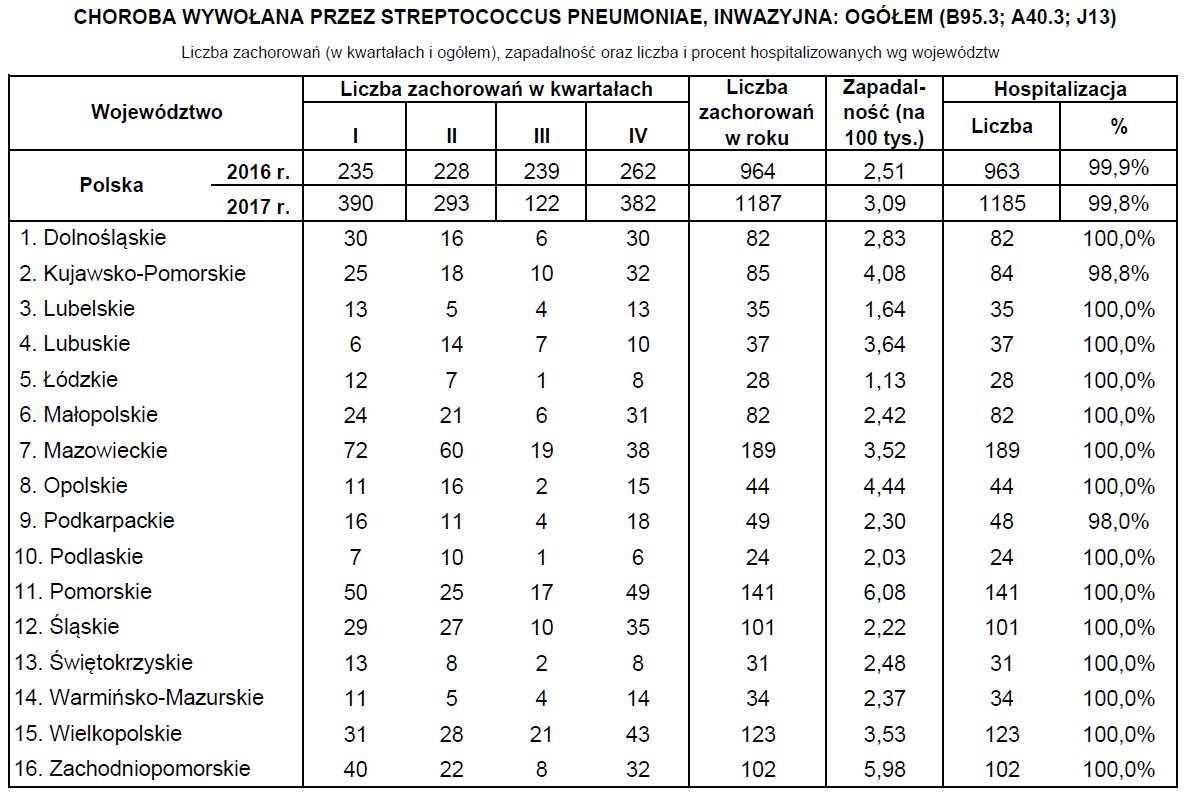 CHOROBA WYWOŁANA PRZEZ STREPTOCOCCUS PNEUMONIAE, INWAZYJNA: OGÓŁEM (B95.3; A40.3; J13)
Liczba zachorowań (w kwartałach i ogółem), zapadalność oraz liczba i procent hospitalizowanych wg województw
Województwo Liczba zachorowań w kwartałach Liczba zachorowań w roku Zapadal-ność (na 100 tys.) Hospitalizacja
I II III IV Liczba %
Polska 2016 r. 235 228 239 262 964 2,51 963 99,9%
2017 r. 390 293 122 382 1187 3,09 1185 99,8%
1. Dolnośląskie 30 16 6 30 82 2,83 82 100,0%
2. Kujawsko-Pomorskie 25 18 10 32 85 4,08 84 98,8%
3. Lubelskie 13 5 4 13 35 1,64 35 100,0%
4. Lubuskie 6 14 7 10 37 3,64 37 100,0%
5. Łódzkie 12 7 1 8 28 1,13 28 100,0%
6. Małopolskie 24 21 6 31 82 2,42 82 100,0%
7. Mazowieckie 72 60 19 38 189 3,52 189 100,0%
8. Opolskie 11 16 2 15 44 4,44 44 100,0%
9. Podkarpackie 16 11 4 18 49 2,30 48 98,0%
10. Podlaskie 7 10 1 6 24 2,03 24 100,0%
11. Pomorskie 50 25 17 49 141 6,08 141 100,0%
12. Śląskie 29 27 10 35 101 2,22 101 100,0%
13. Świętokrzyskie 13 8 2 8 31 2,48 31 100,0%
14. Warmińsko-Mazurskie 11 5 4 14 34 2,37 34 100,0%
15. Wielkopolskie 31 28 21 43 123 3,53 123 100,0%
16. Zachodniopomorskie 40 22 8 32 102 5,98 102 100,0%